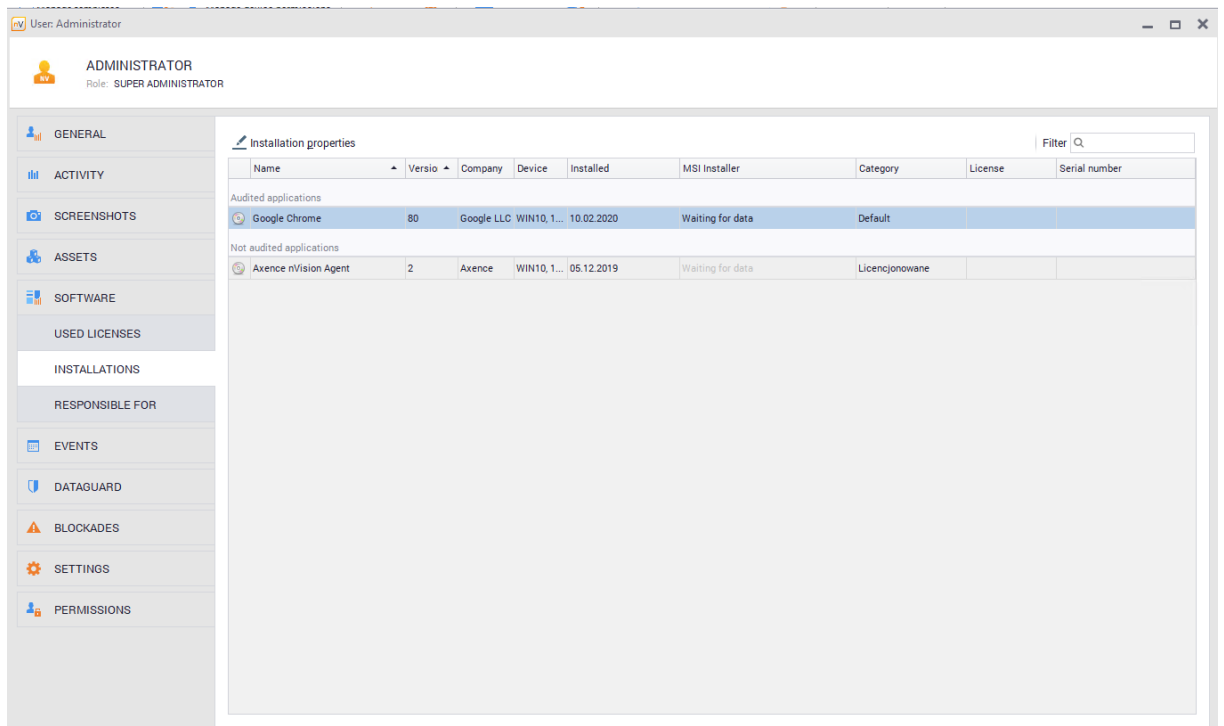 nV User: Administrator
ADMINISTRATOR
NV
Role: SUPER ADMINISTRATOR
GENERAL
ACTIVITY
SCREENSHOTS
ASSETS
SOFTWARE
USED LICENSES
INSTALLATIONS
RESPONSIBLE FOR
EVENTS
DATAGUARD
BLOCKADES
SETTINGS
PERMISSIONS
Installation properties Filter
Name Versio Company Device Installed MSI Installer Category License Serial number
Audited applications
Google Chrome 80 Google LLC WIN10, 1... 10.02.2020 Waiting for data Default
Not audited applications
Axence nVision Agent 2 Axence WIN10, 1... 05.12.2019 Waiting for data Licencjonowane